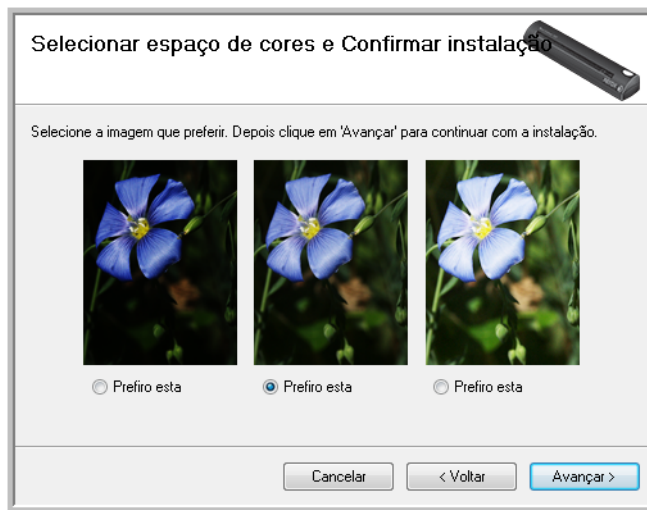 Selecionar espaço de cores e Confirmar instalação
Selecione a imagem que preferir. Depois clique em 'Avançar' para continuar com a instalação.
Prefiro esta
Prefiro esta
Prefiro esta
Cancelar
< Voltar
Avançar >